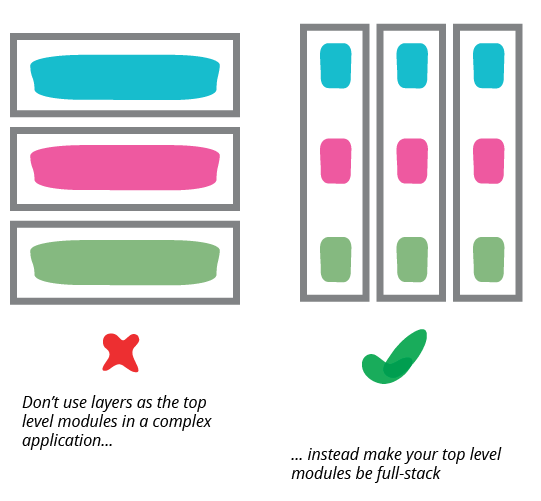 Don’t use layers as the top
level modules in a complex
application...
... instead make your top level
modules be full-stack